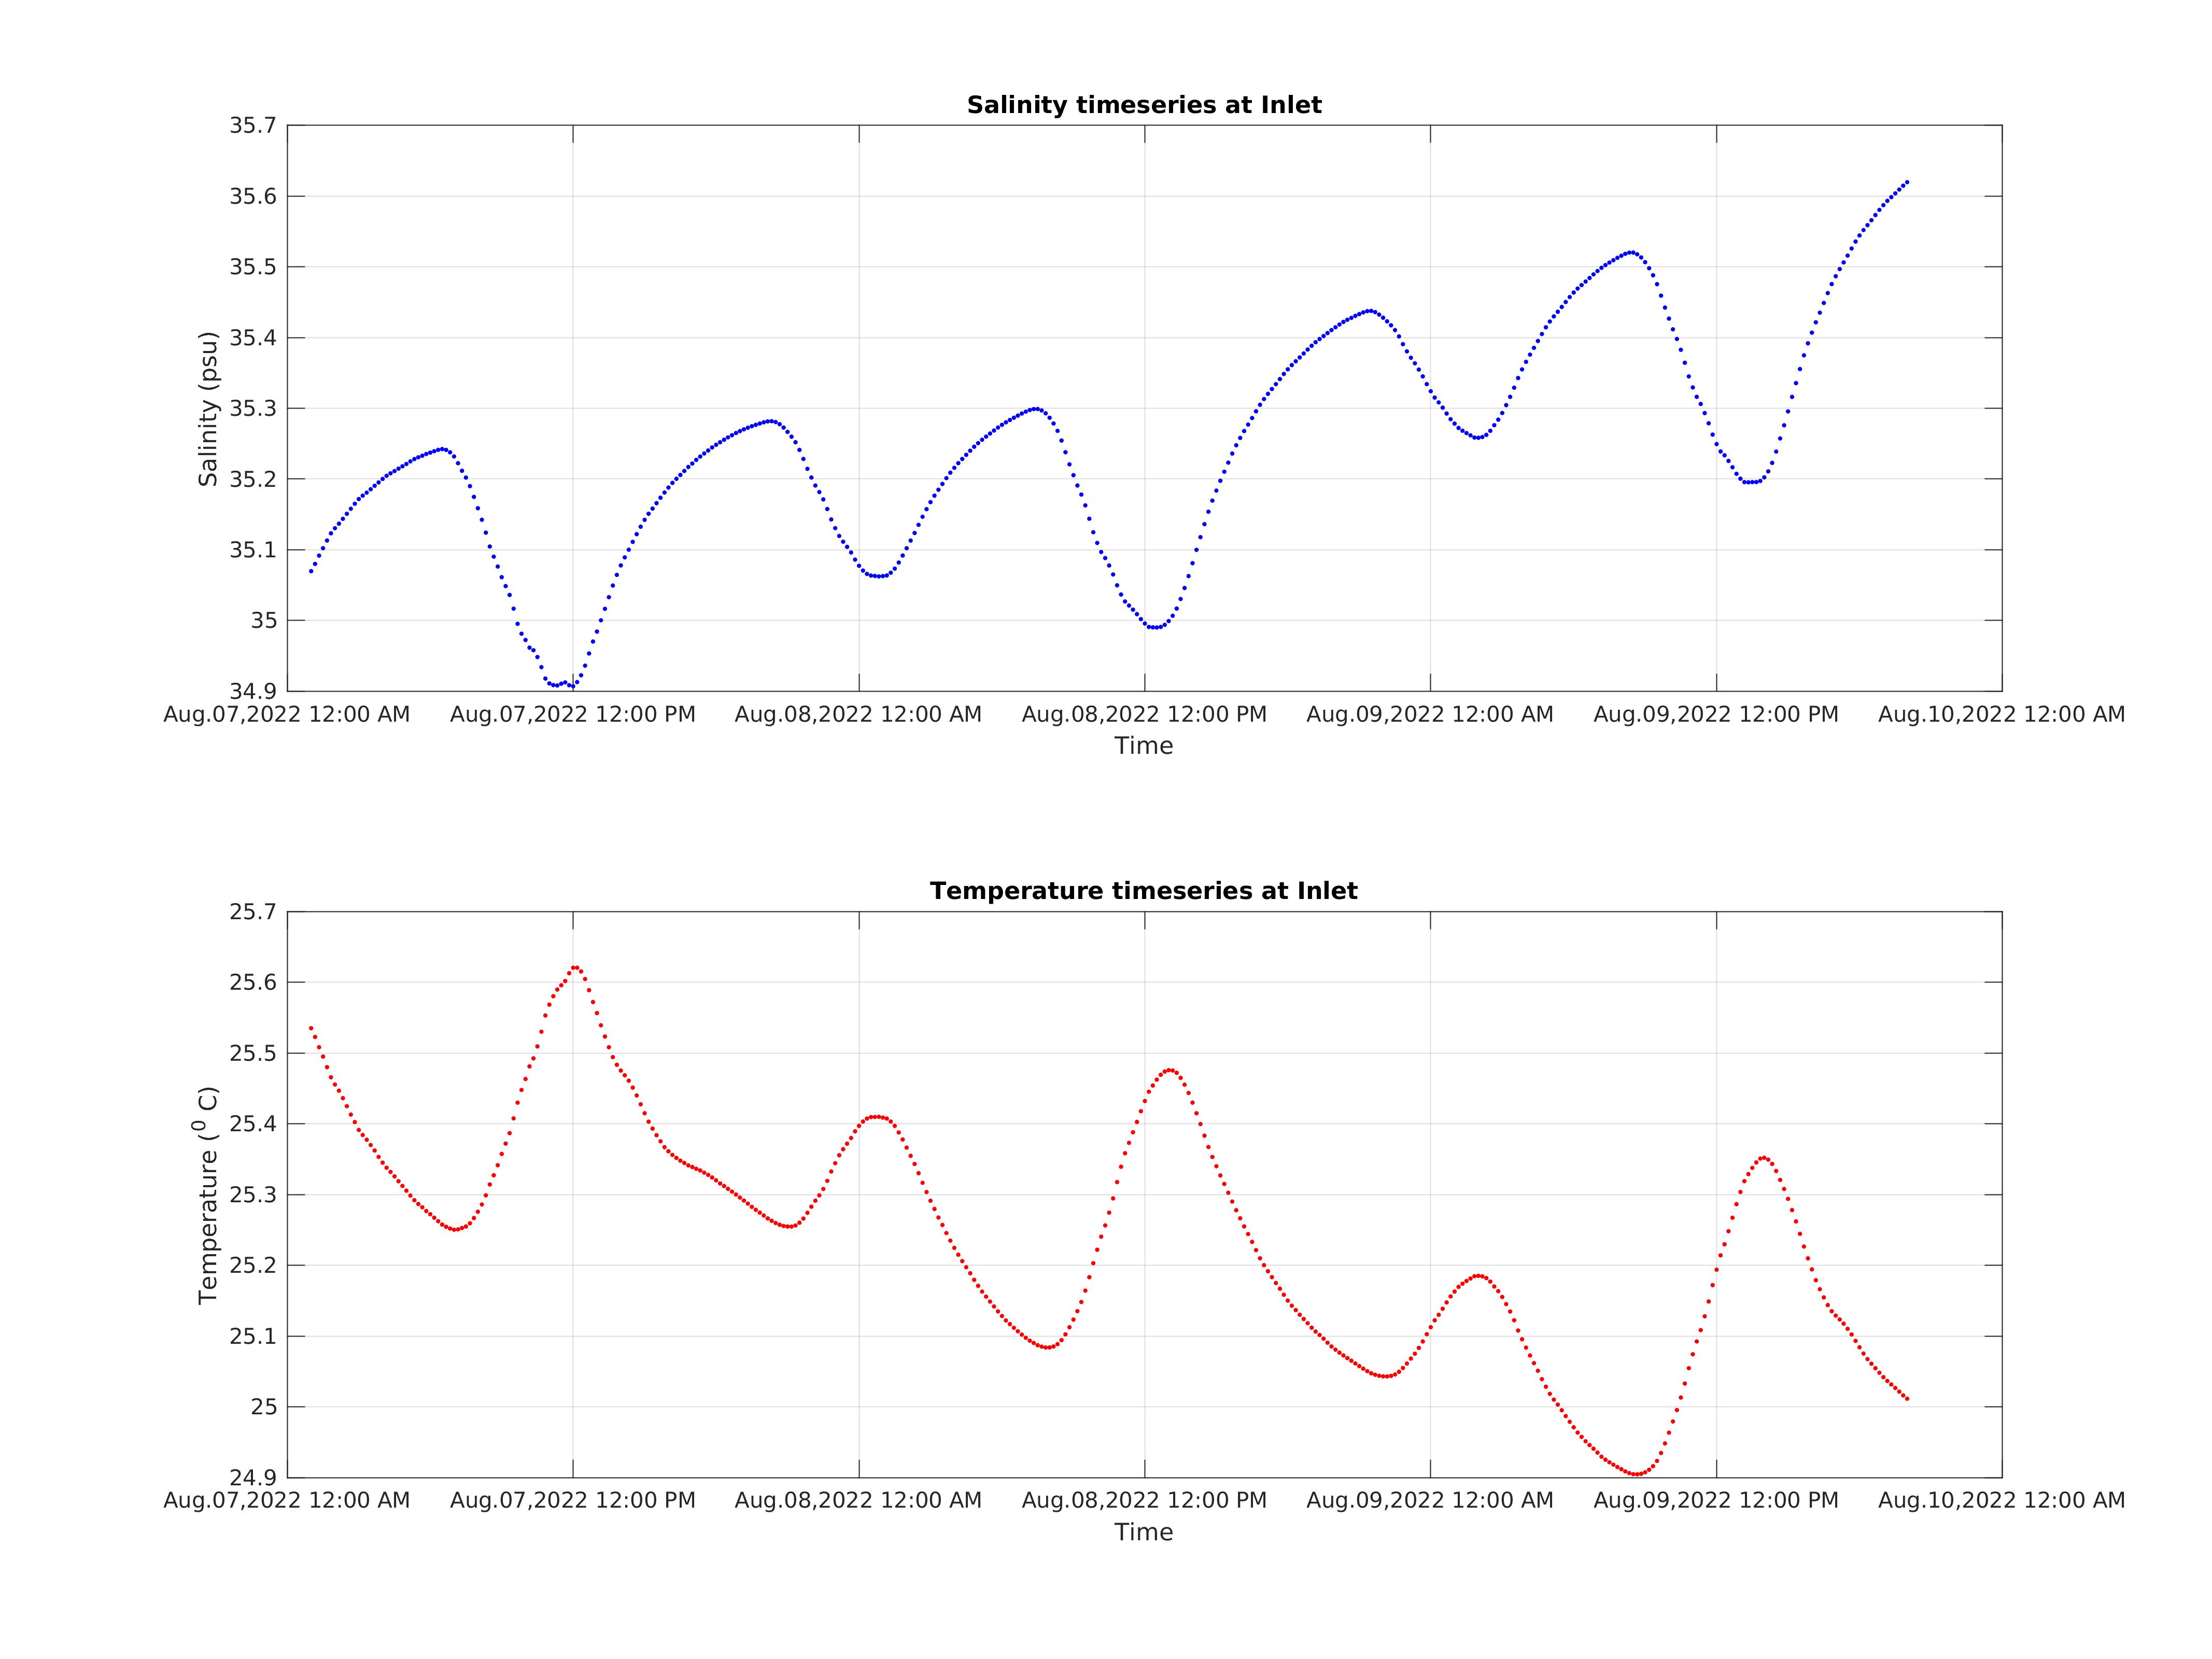 Salinity timeseries at Inlet
35.7
35.6
35.5
35.4
35.3
35.2
35.1
35
34.9
Salinity (psu)
Aug.07,2022 12:00 AM Aug.07,2022 12:00 PM Aug.08,2022 12:00 AM Aug.08,2022 12:00 PM Aug.09,2022 12:00 AM Aug.09,2022 12:00 PM Aug.10,2022 12:00 AM
Time
Temperature timeseries at Inlet
25.7
25.6
25.5
25.4
25.3
25.2
25.1
25
24.9
Temperature (⁰ C)
Aug.07,2022 12:00 AM Aug.07,2022 12:00 PM Aug.08,2022 12:00 AM Aug.08,2022 12:00 PM Aug.09,2022 12:00 AM Aug.09,2022 12:00 PM Aug.10,2022 12:00 AM
Time